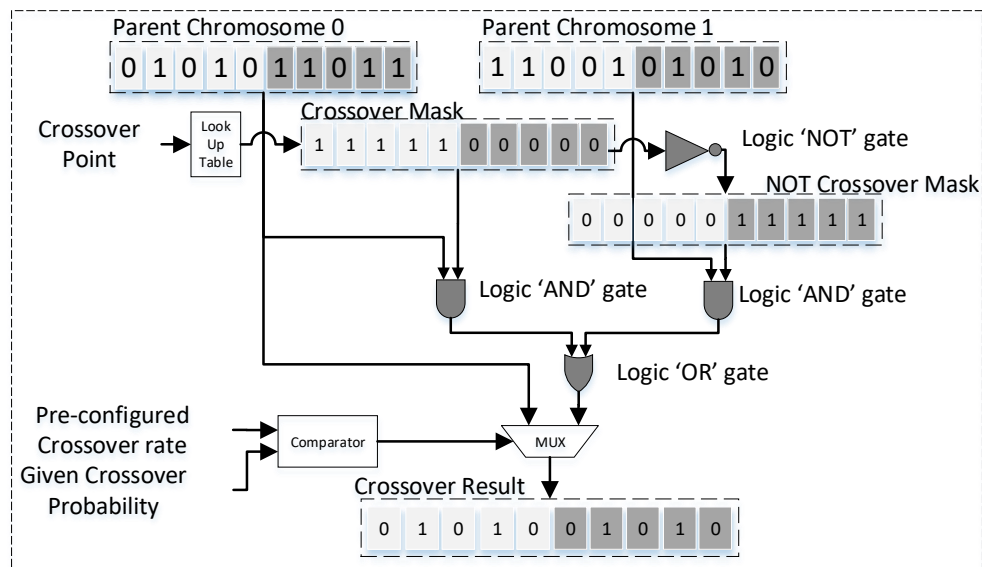 Parent Chromosome 0
Parent Chromosome 1
0 1 0 1 0 1 1 0 1 1
1 1 0 0 1 0 1 0 1 0
Crossover
Point
Look
Up
Table
Crossover Mask
1 1 1 1 1 0 0 0 0 0
Logic ‘NOT’ gate
NOT Crossover Mask
0 0 0 0 0 1 1 1 1 1
Logic ‘AND’ gate
Logic ‘AND’ gate
Logic ‘OR’ gate
Pre-configured
Crossover rate
Given Crossover
Probability
Comparator
MUX
Crossover Result
0 1 0 1 0 0 1 0 1 0